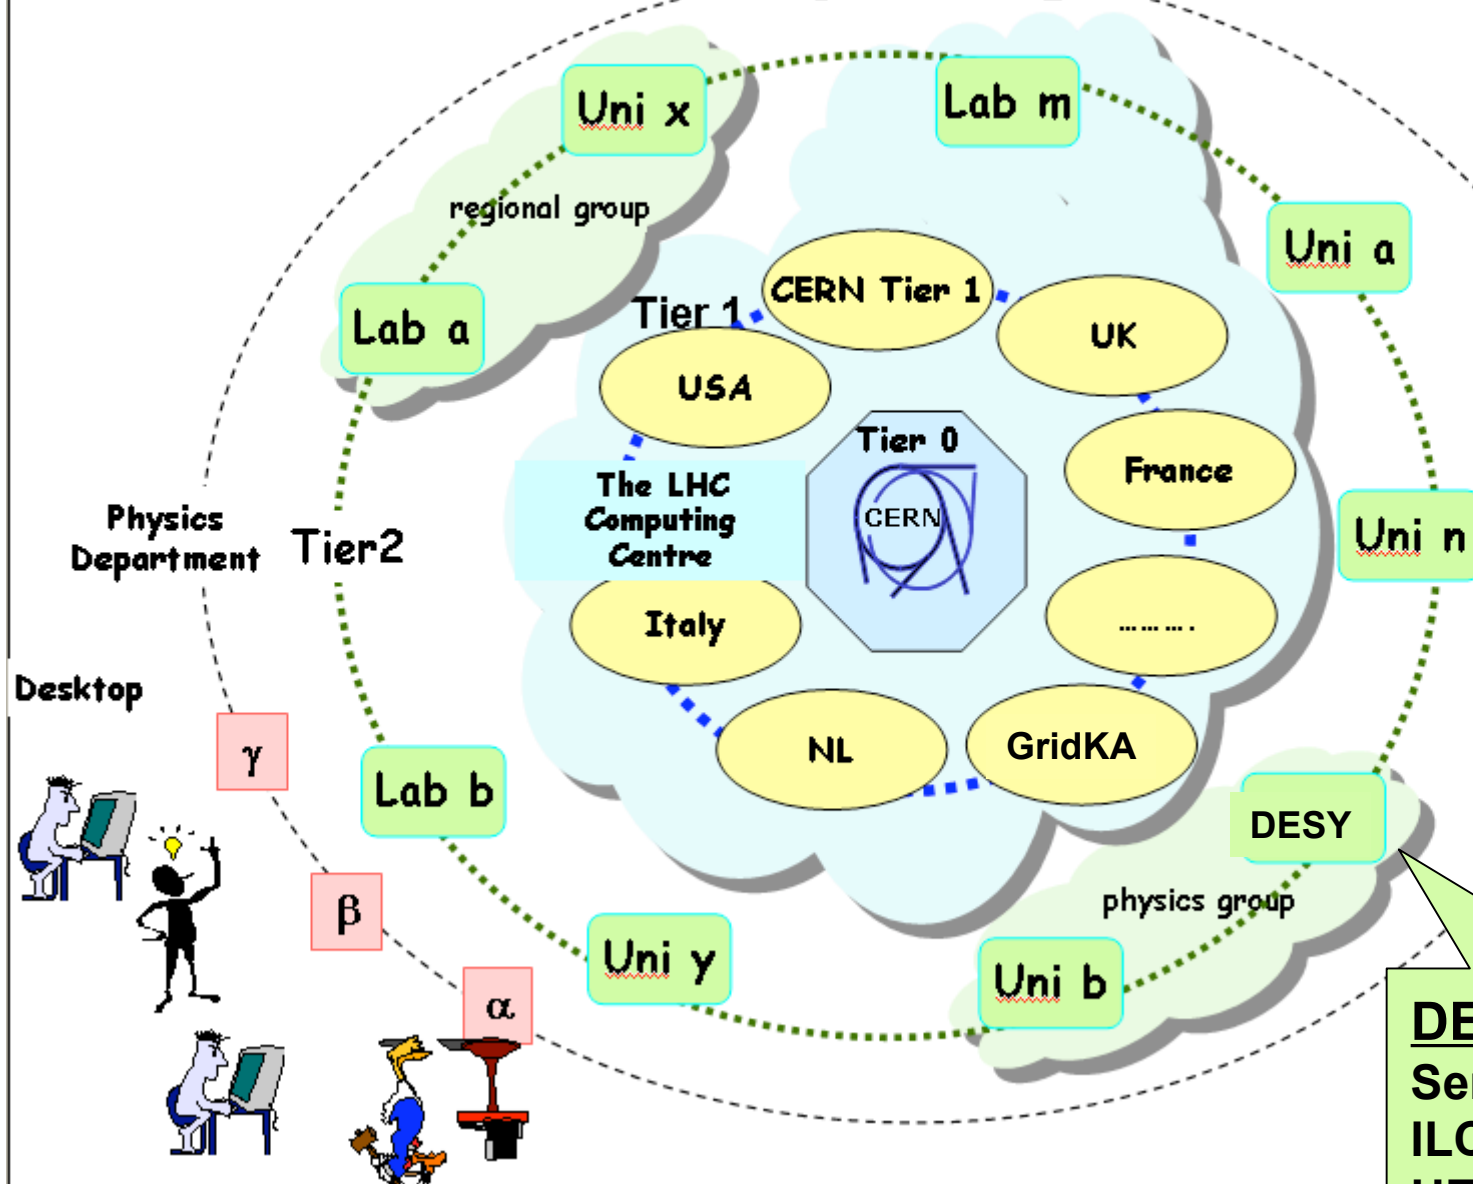 Uni x
Lab m
regional group
Uni a
CERN Tier 1
Tier 1
Lab a
UK
USA
Tier 0
France
The LHC
Computing
Centre
CERN
Physics
Department
Tier2
Uni n
Italy
……….
Desktop
γ
NL
GridKA
Lab b
DESY
β
physics group
Uni y
Uni b
α